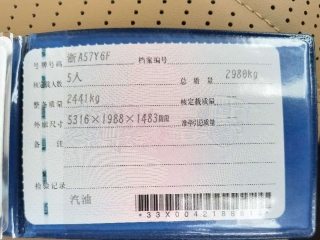 号牌号码 浙A57Y6F 档案编号
核定载人数 5人 总质量 2980kg
整备质量 2441kg 核定载质量
外廓尺寸 5316×1988×1483mm 准牵引总质量
备注
检验记录
汽油